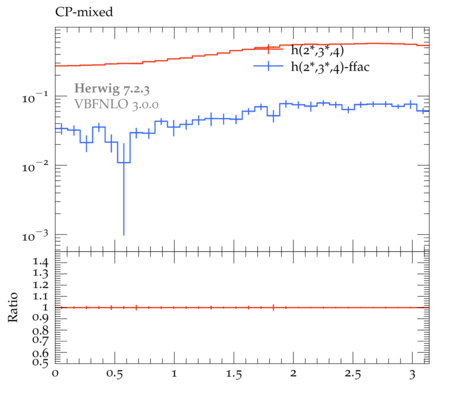 CP-mixed
h(2*,3*,4)
h(2*,3*,4)-ffac
Herwig 7.2.3
VBFNLO 3.0.0
10⁻¹
10⁻²
10⁻³
1.4
1.3
1.2
1.1
1
0.9
0.8
0.7
0.6
0.5
Ratio
0 0.5 1 1.5 2 2.5 3